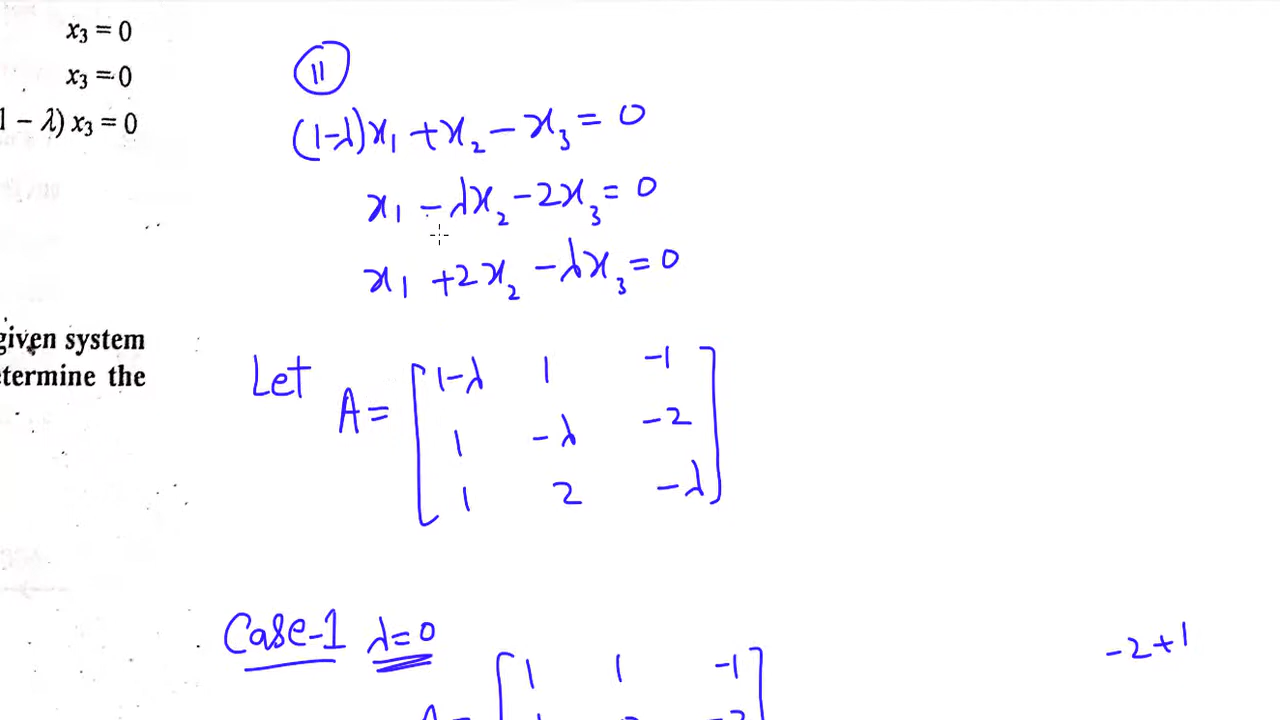 x₃ = 0
x₃ = 0
1 − λ) x₃ = 0
given system
etermine the
11
(1-λ)x₁ + x₂ - x₃ = 0
x₁ - λx₂ - 2x₃ = 0
x₁ + 2x₂ - λx₃ = 0
Let A = [ 1-λ 1 -1
1 -λ -2
1 2 -λ ]
Case-1 λ=0
-2+1
[ 1 1 -1 ]